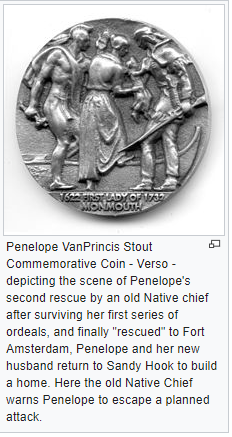 1622 FIRST LADY OF 1732
MONMOUTH
Penelope VanPrincis Stout
Commemorative Coin - Verso -
depicting the scene of Penelope's
second rescue by an old Native chief
after surviving her first series of
ordeals, and finally "rescued" to Fort
Amsterdam, Penelope and her new
husband return to Sandy Hook to build
a home. Here the old Native Chief
warns Penelope to escape a planned
attack.